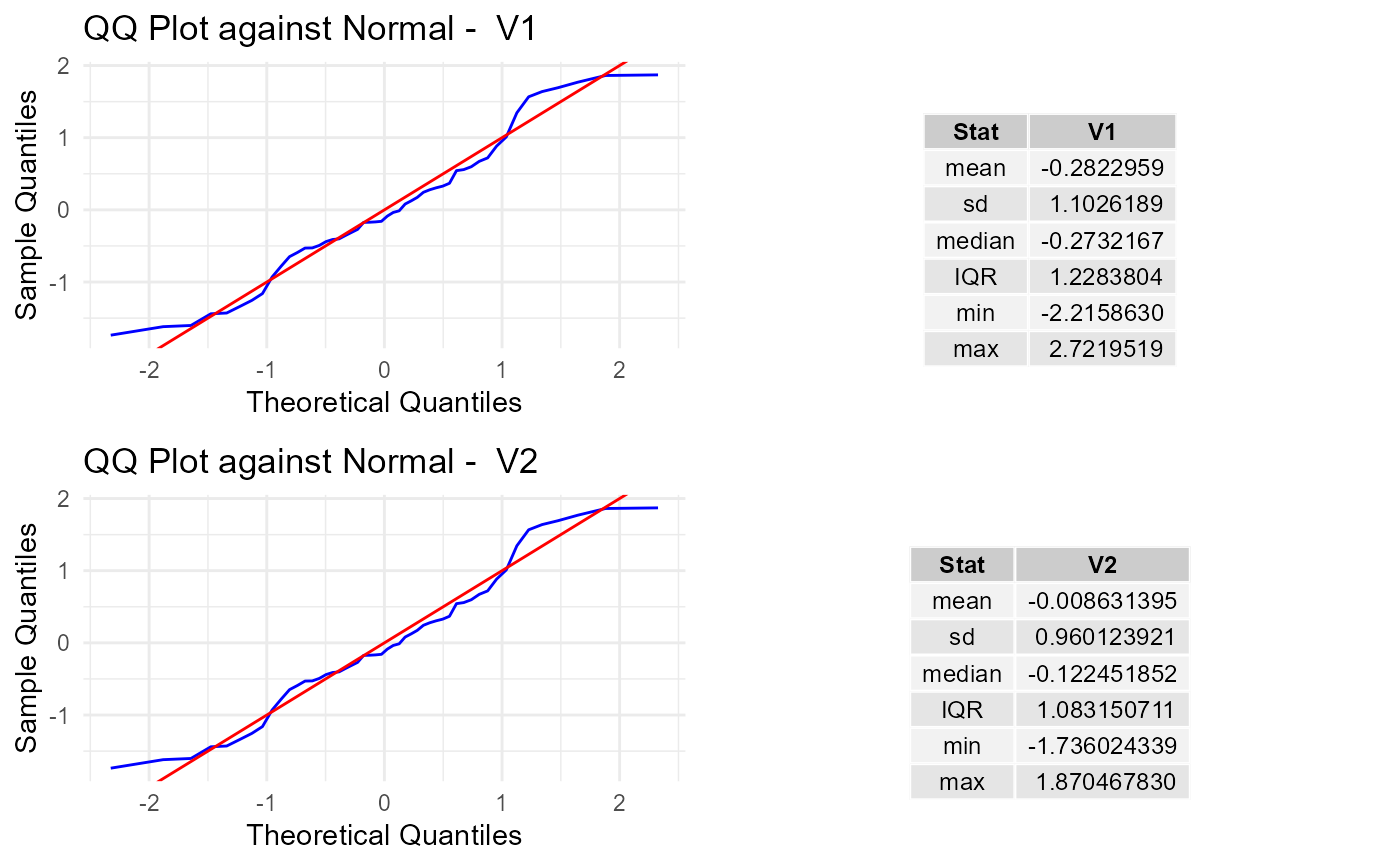 QQ Plot against Normal -  V1
Sample Quantiles
2
1
0
-1
-2 -1 0 1 2
Theoretical Quantiles
Stat V1
mean -0.2822959
sd 1.1026189
median -0.2732167
IQR 1.2283804
min -2.2158630
max 2.7219519
QQ Plot against Normal -  V2
Sample Quantiles
2
1
0
-1
-2 -1 0 1 2
Theoretical Quantiles
Stat V2
mean -0.008631395
sd 0.960123921
median -0.122451852
IQR 1.083150711
min -1.736024339
max 1.870467830